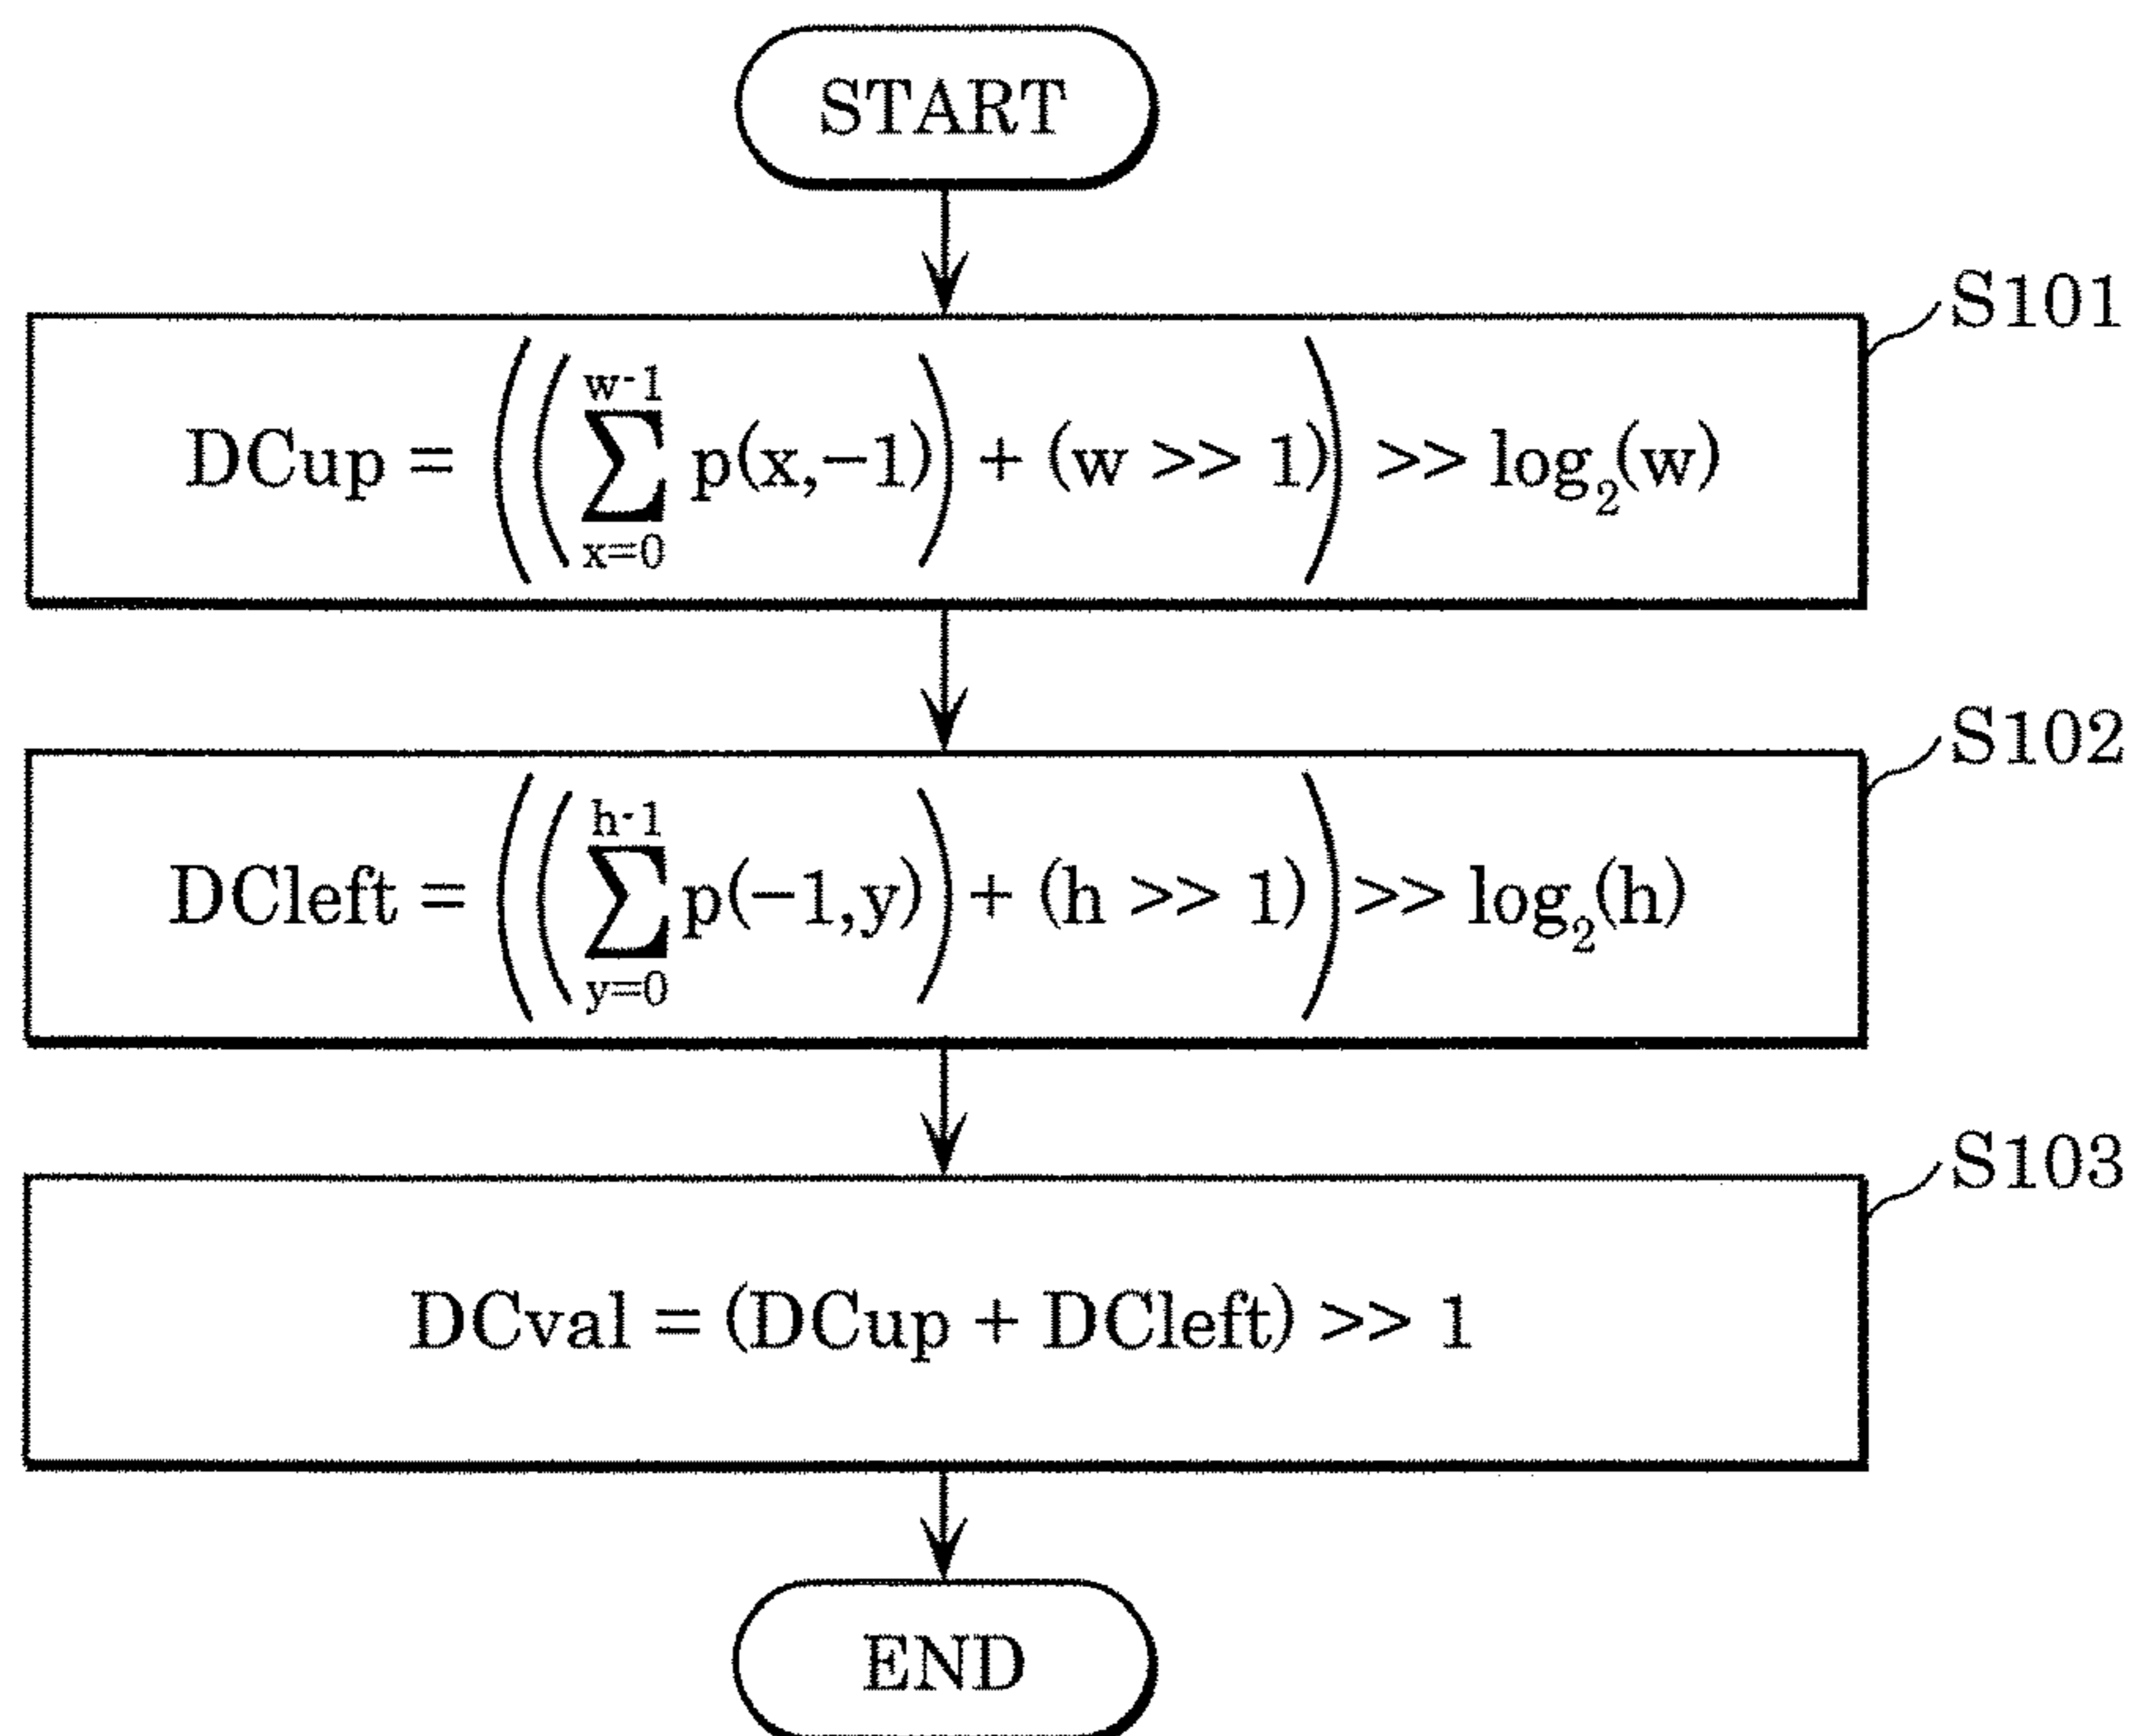 START
S101
DCup = ((∑_{x=0}^{w-1} p(x,−1)) + (w >> 1)) >> log₂(w)
S102
DCleft = ((∑_{y=0}^{h-1} p(−1,y)) + (h >> 1)) >> log₂(h)
S103
DCval = (DCup + DCleft) >> 1
END